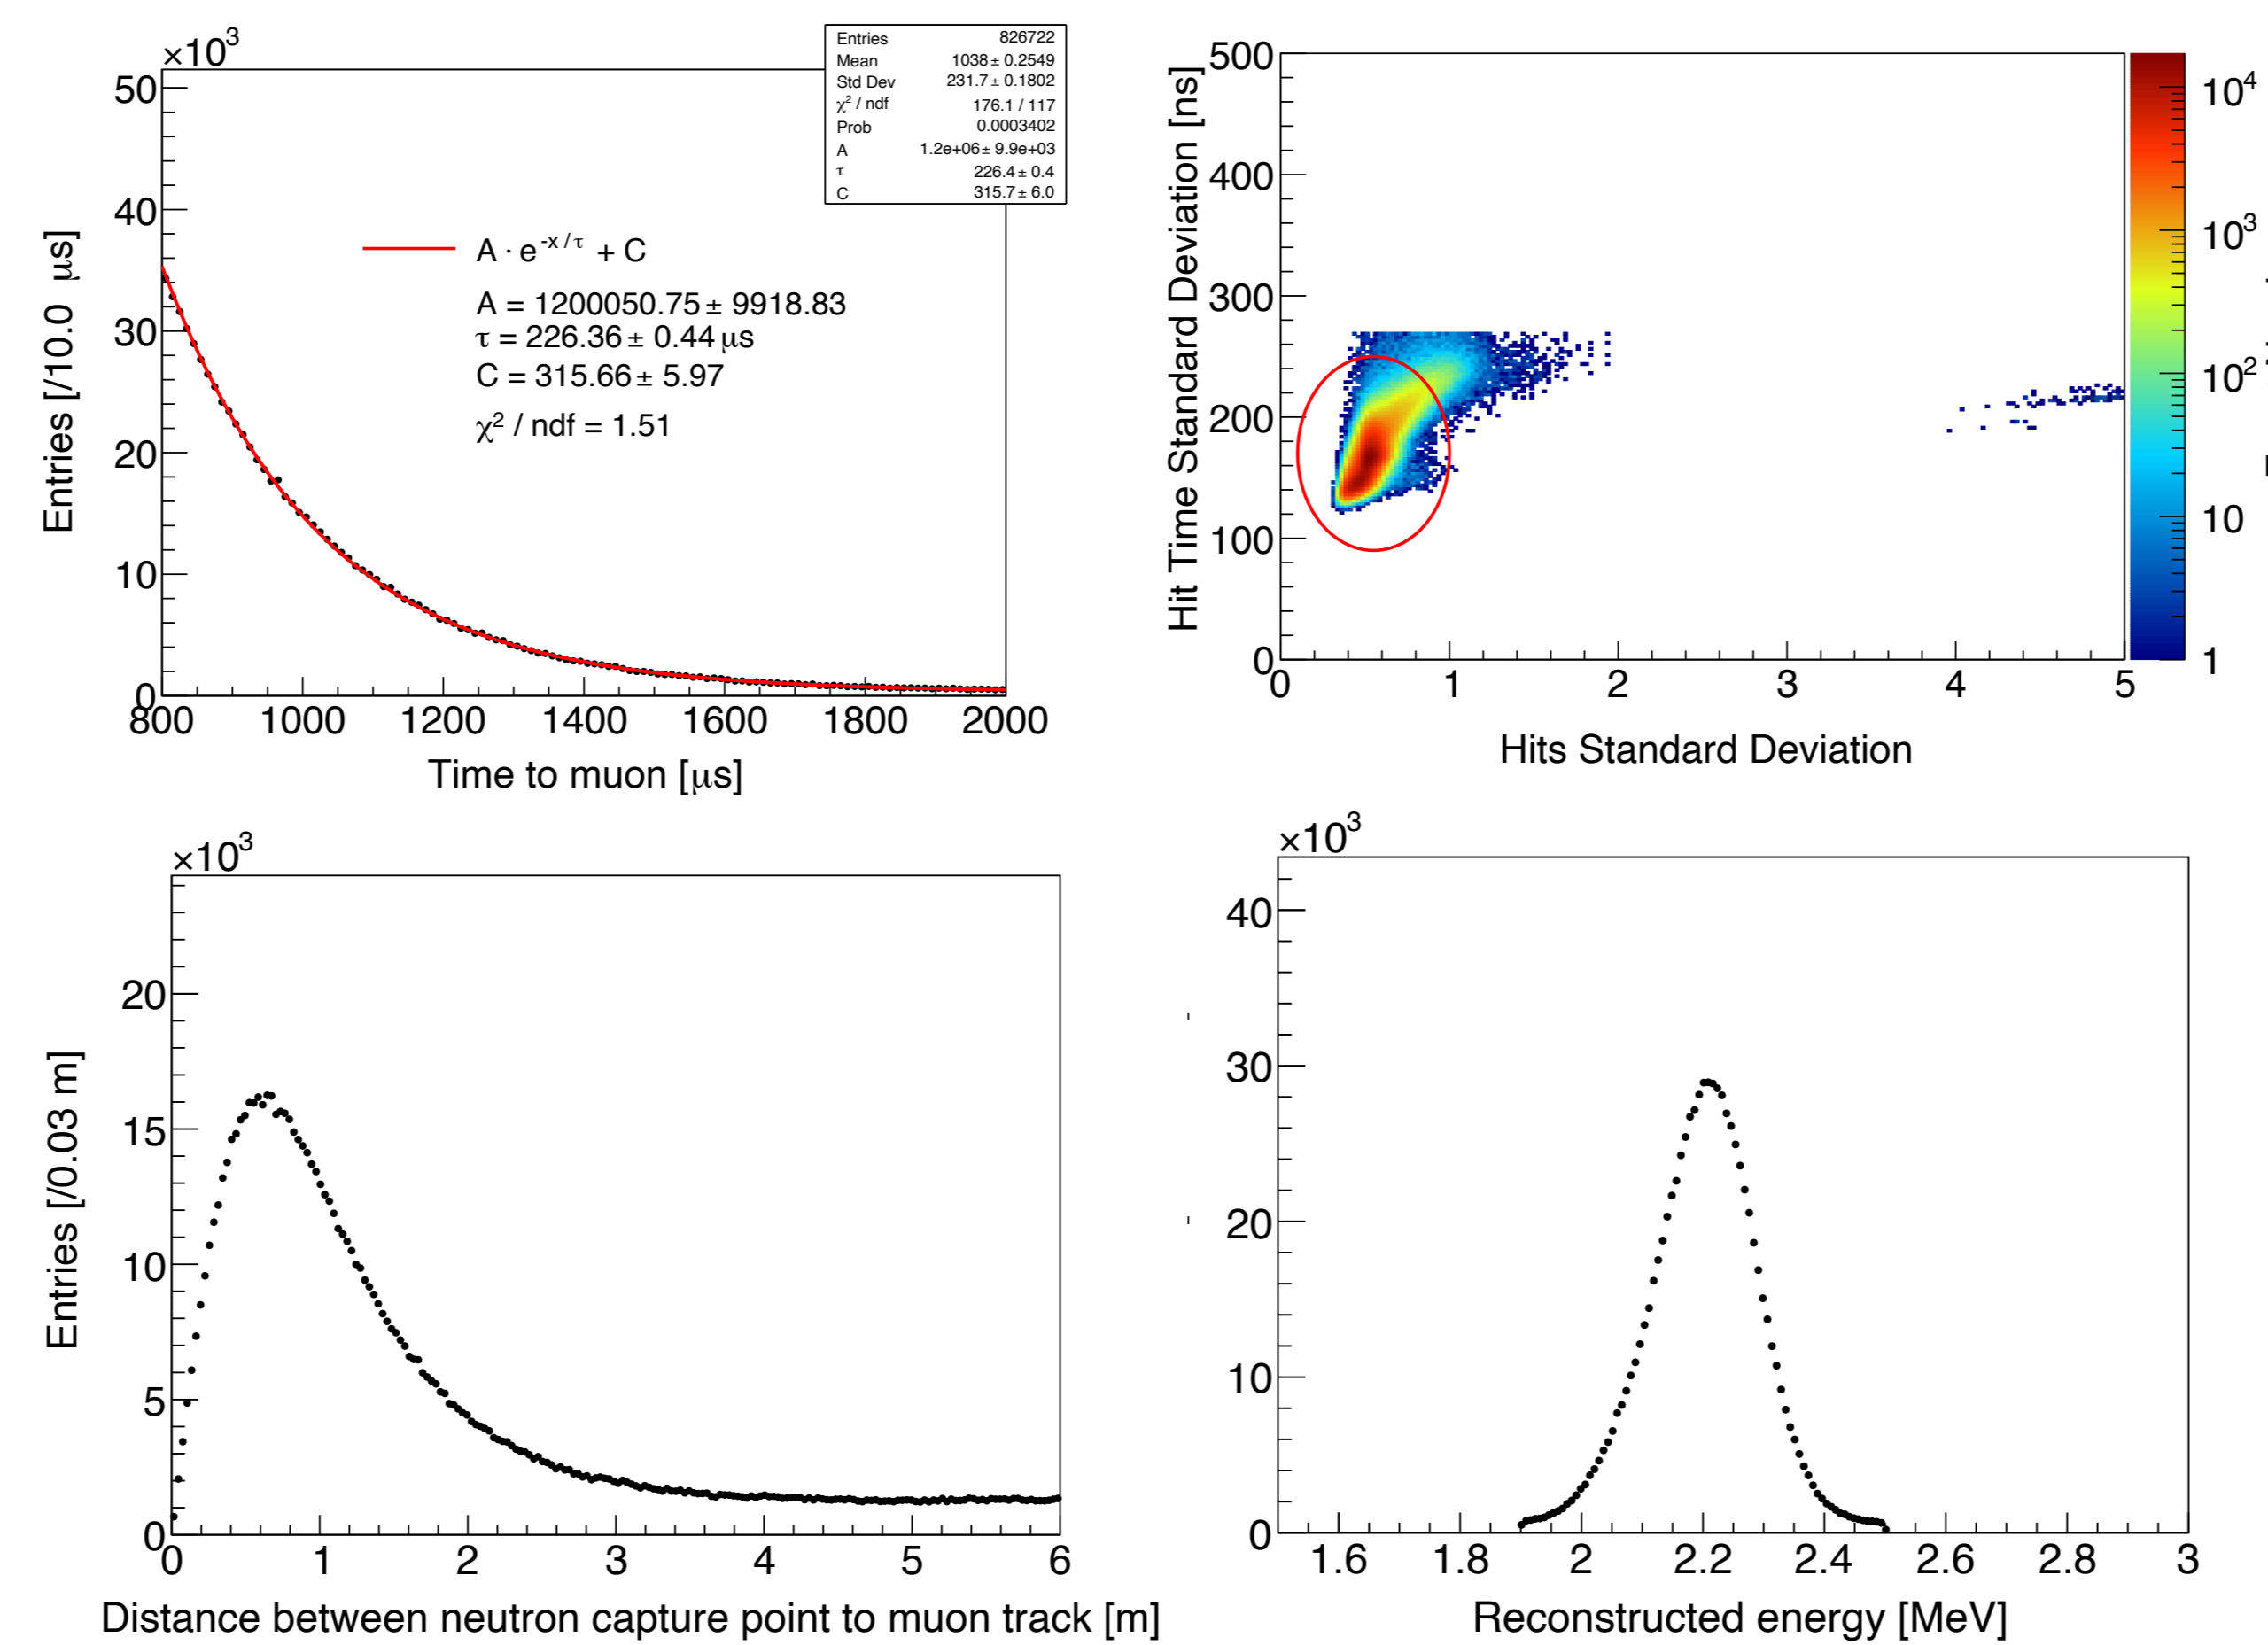 ×10³
50
40
30
20
10
0
Entries [/10.0 μs]
800 1000 1200 1400 1600 1800 2000
Time to muon [μs]
Entries 826722
Mean 1038 ± 0.2549
Std Dev 231.7 ± 0.1802
χ² / ndf 176.1 / 117
Prob 0.0003402
A 1.2e+06 ± 9.9e+03
τ 226.4 ± 0.4
C 315.7 ± 6.0
A · e^-x / τ + C
A = 1200050.75 ± 9918.83
τ = 226.36 ± 0.44 μs
C = 315.66 ± 5.97
χ² / ndf = 1.51
500
400
300
200
100
0
Hit Time Standard Deviation [ns]
0 1 2 3 4 5
Hits Standard Deviation
10⁴
10³
10²
10
1
×10³
20
15
10
5
0
Entries [/0.03 m]
0 1 2 3 4 5 6
Distance between neutron capture point to muon track [m]
×10³
40
30
20
10
0
1.6 1.8 2 2.2 2.4 2.6 2.8 3
Reconstructed energy [MeV]